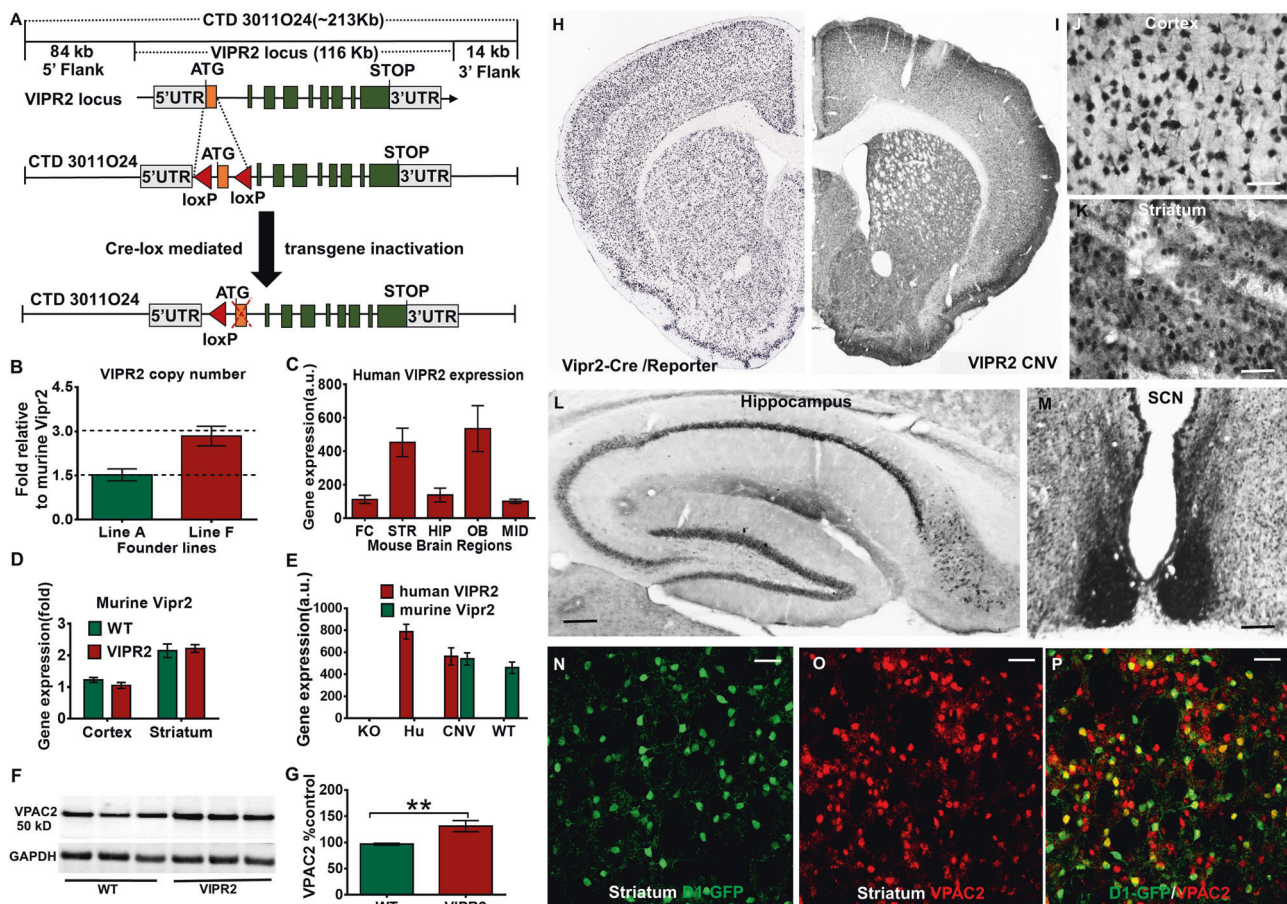 A
CTD 3011O24(~213Kb)
84 kb
5' Flank
VIPR2 locus (116 Kb)
14 kb
3' Flank
ATG
STOP
VIPR2 locus
5'UTR
3'UTR
CTD 3011O24
ATG
STOP
5'UTR
3'UTR
loxP
loxP
Cre-lox mediated
transgene inactivation
CTD 3011O24
ATG
STOP
5'UTR
3'UTR
loxP
B
VIPR2 copy number
Fold relative
to murine Vipr2
4.5
3.0
1.5
0.0
Line A
Line F
Founder lines
C
Human VIPR2 expression
Gene expression(a.u.)
800
600
400
200
0
FC
STR
HIP
OB
MID
Mouse Brain Regions
D
Murine Vipr2
WT
VIPR2
Gene expression(fold)
3
2
1
0
Cortex
Striatum
E
human VIPR2
murine Vipr2
Gene expression(a.u.)
1000
800
600
400
200
0
KO
Hu
CNV
WT
F
VPAC2
50 kD
GAPDH
WT
VIPR2
G
VPAC2 %control
200
150
100
50
0
**
WT
VIPR2
H
Vipr2-Cre /Reporter
VIPR2 CNV
I
J
Cortex
K
Striatum
L
Hippocampus
M
SCN
N
Striatum D1-GFP
O
Striatum VPAC2
P
D1-GFP/VPAC2